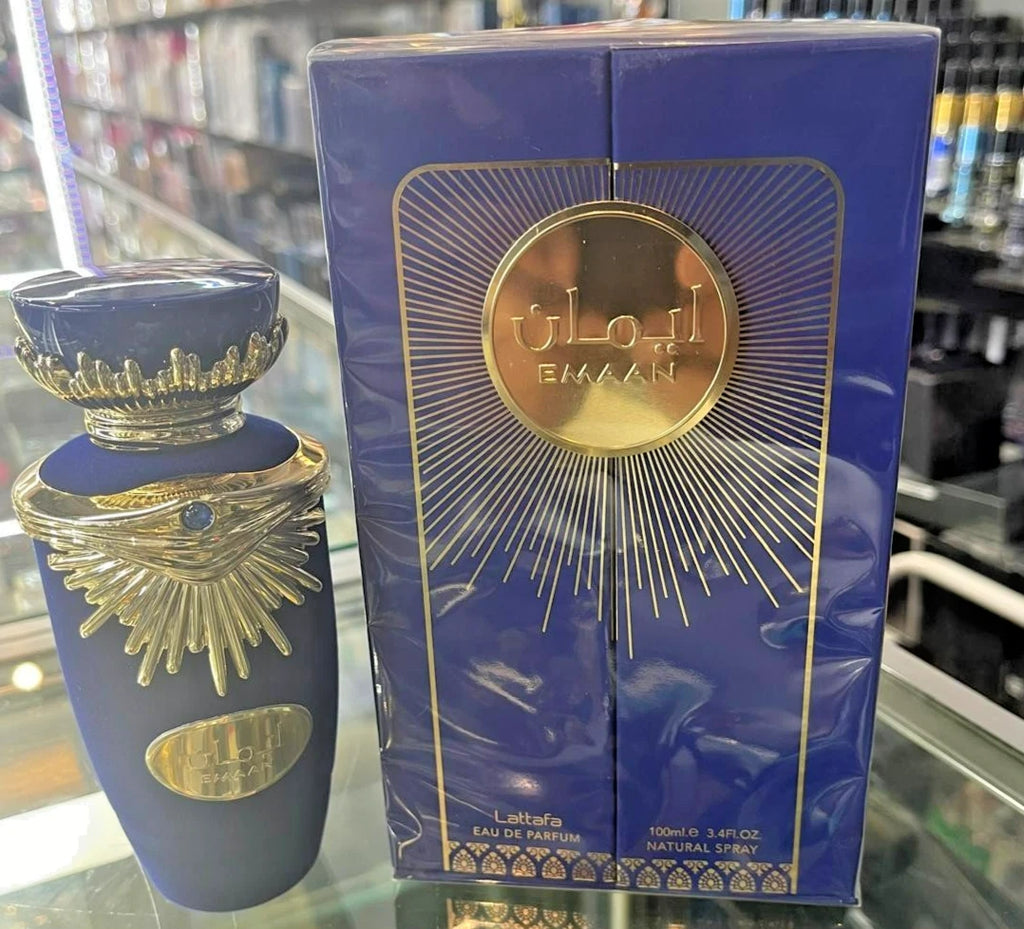 ايمان
EMAAN
ايمان
EMAAN
Lattafa
EAU DE PARFUM
100ml.e 3.4FL.OZ.
NATURAL SPRAY